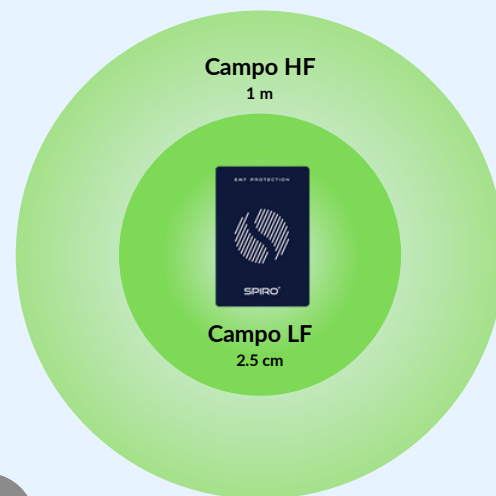 Campo HF
1 m
EMF PROTECTION
SPIRO®
Campo LF
2.5 cm